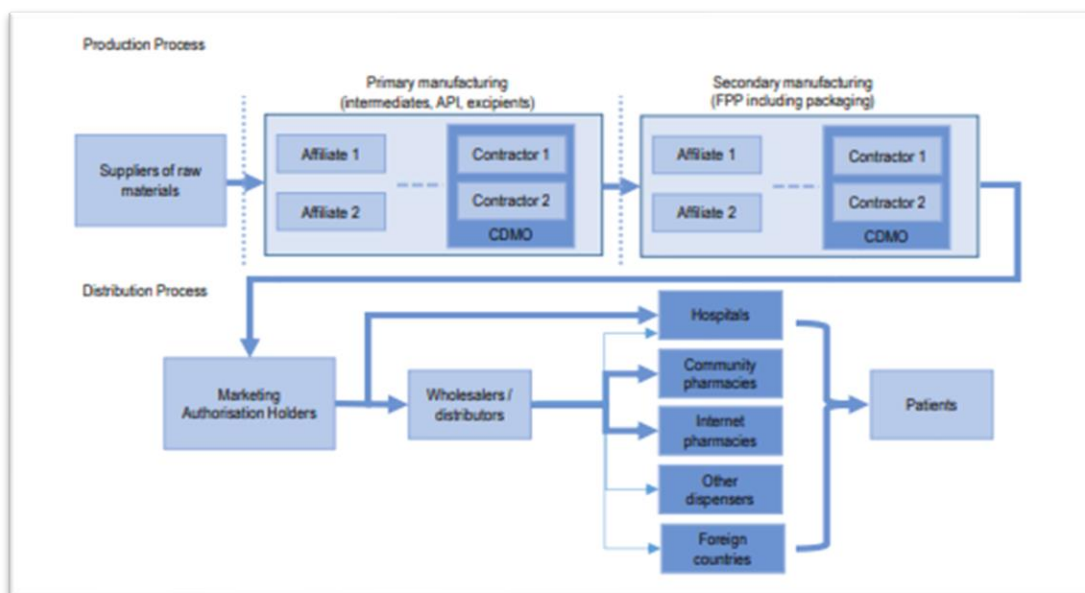 Production Process
Primary manufacturing
(intermediates, API, excipients)
Secondary manufacturing
(FPP including packaging)
Suppliers of raw
materials
Affiliate 1
Affiliate 2
Contractor 1
Contractor 2
CDMO
Affiliate 1
Affiliate 2
Contractor 1
Contractor 2
CDMO
Distribution Process
Marketing
Authorisation Holders
Wholesalers /
distributors
Hospitals
Community
pharmacies
Internet
pharmacies
Other
dispensers
Foreign
countries
Patients